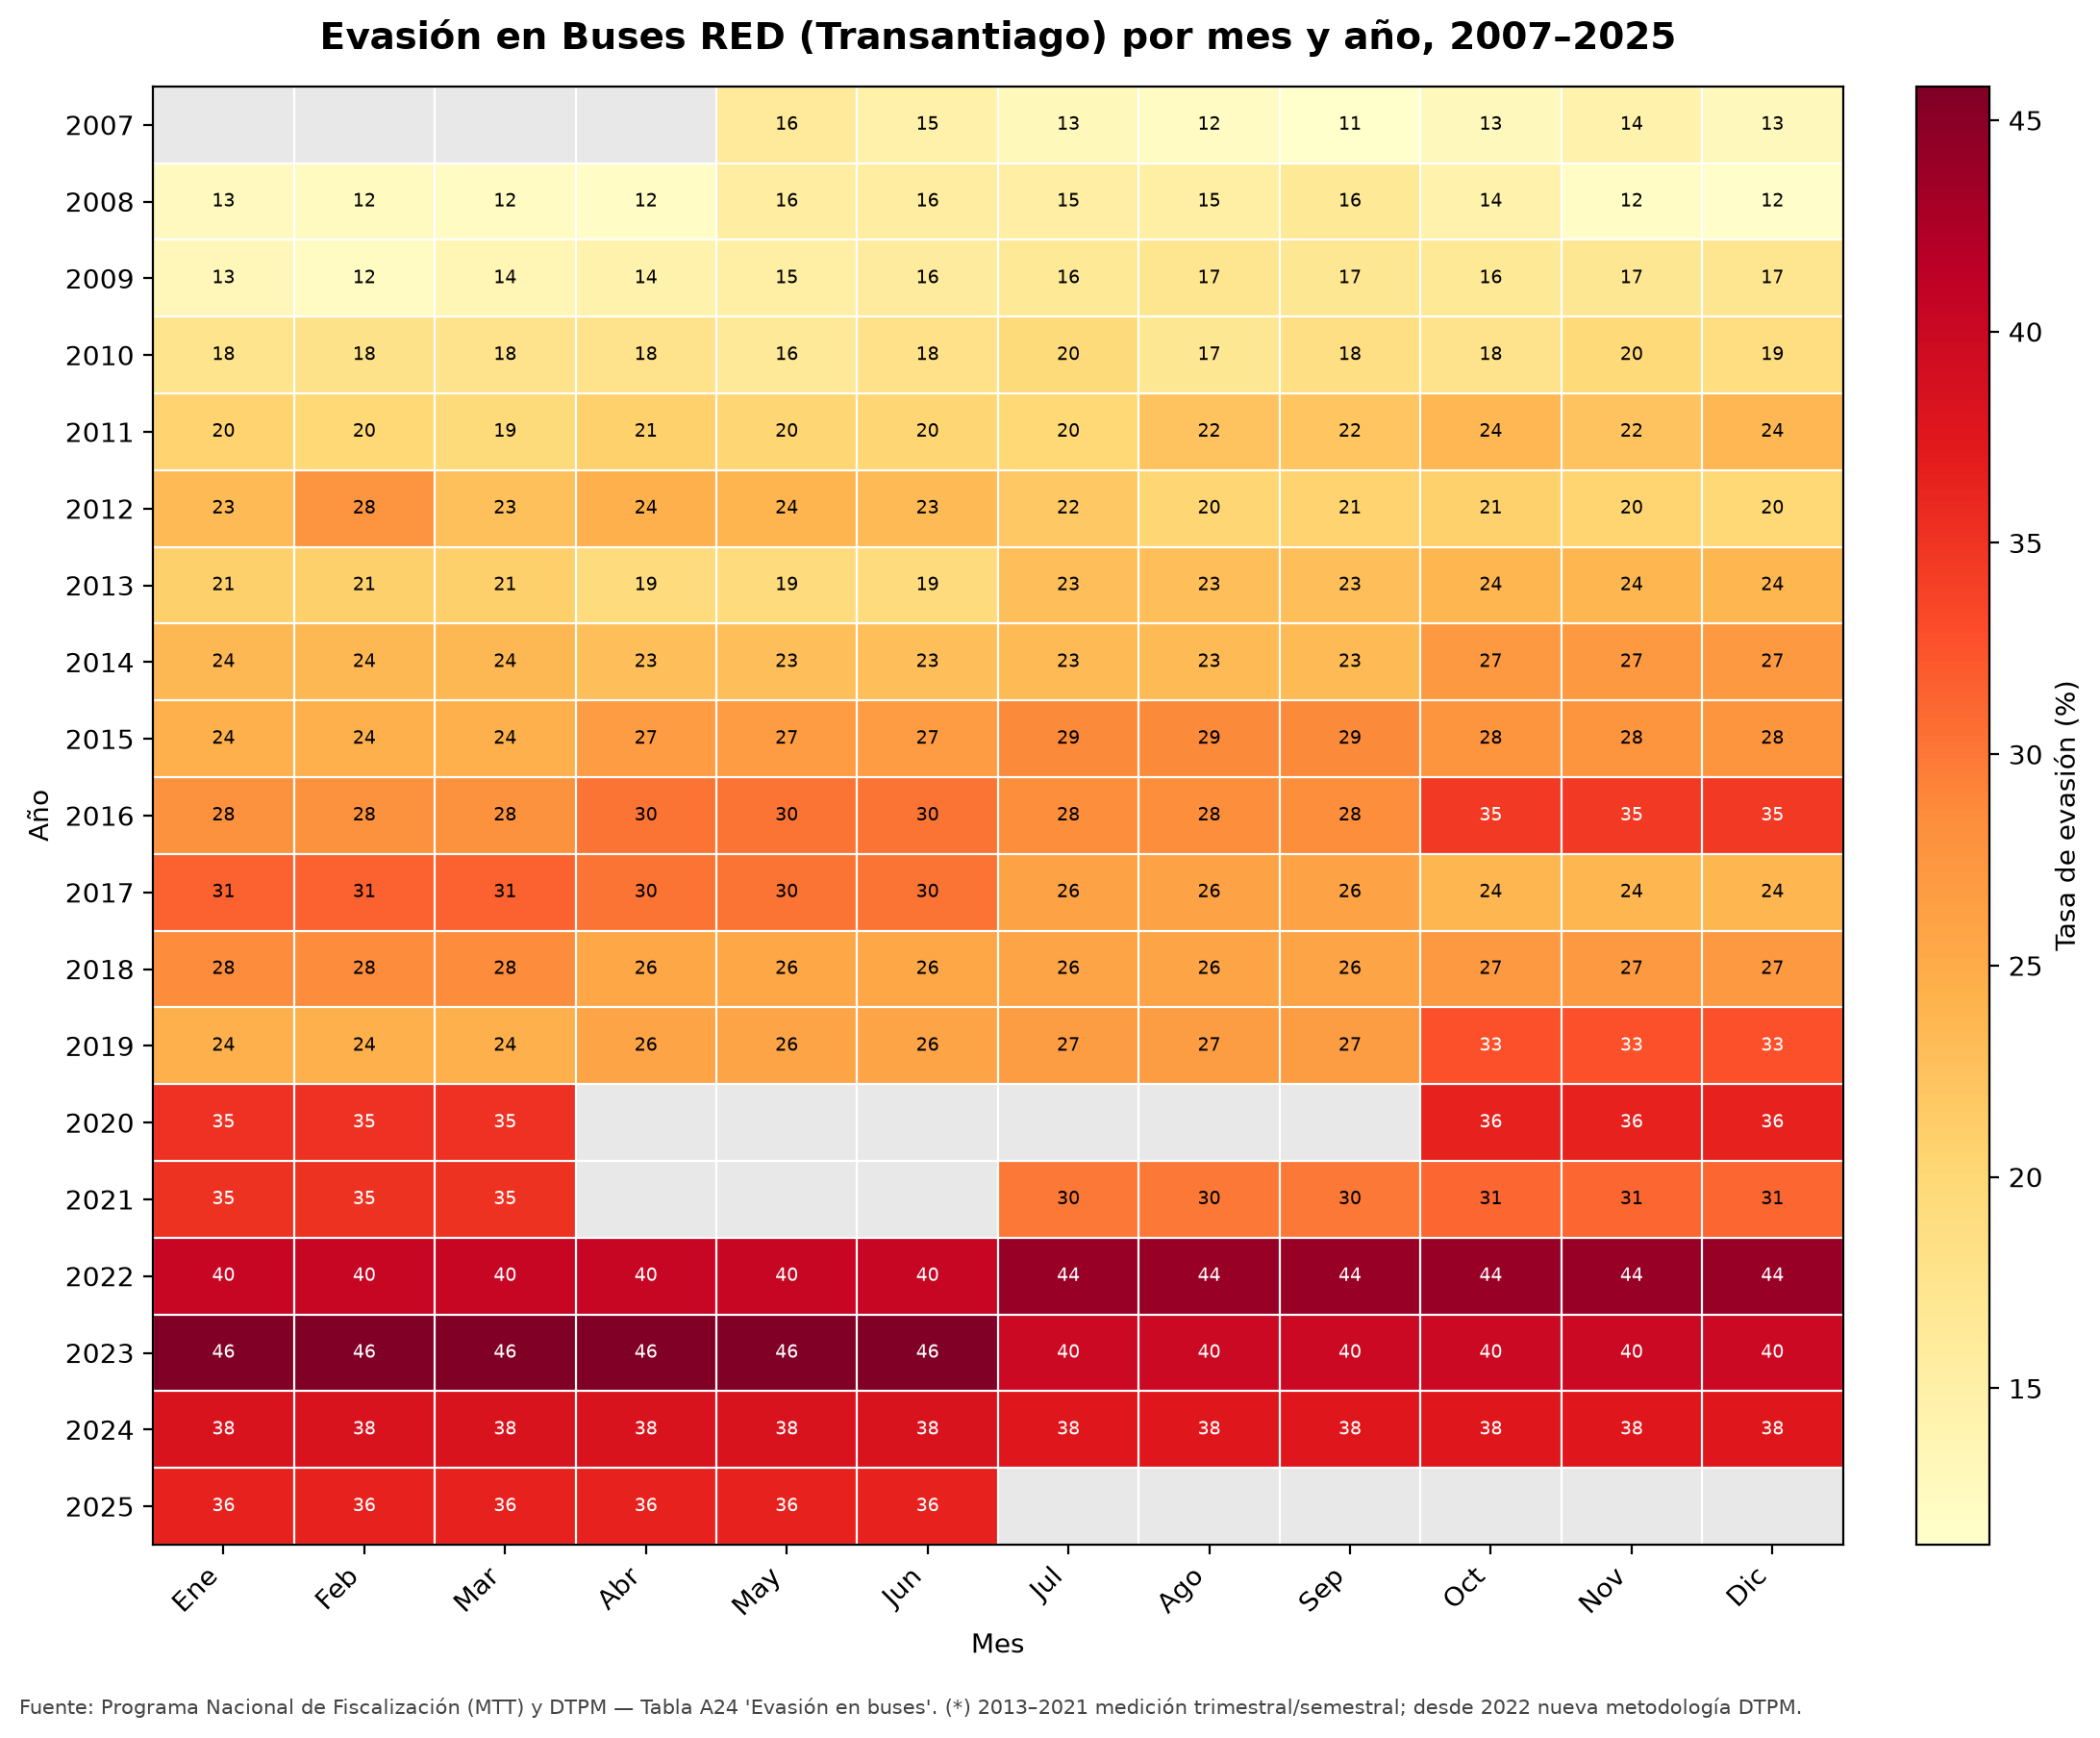 Evasión en Buses RED (Transantiago) por mes y año, 2007–2025
2007 16 15 13 12 11 13 14 13
2008 13 12 12 12 16 16 15 15 16 14 12 12
2009 13 12 14 14 15 16 16 17 17 16 17 17
2010 18 18 18 18 16 18 20 17 18 18 20 19
2011 20 20 19 21 20 20 20 22 22 24 22 24
2012 23 28 23 24 24 23 22 20 21 21 20 20
2013 21 21 21 19 19 19 23 23 23 24 24 24
2014 24 24 24 23 23 23 23 23 23 27 27 27
2015 24 24 24 27 27 27 29 29 29 28 28 28
2016 28 28 28 30 30 30 28 28 28 35 35 35
2017 31 31 31 30 30 30 26 26 26 24 24 24
2018 28 28 28 26 26 26 26 26 26 27 27 27
2019 24 24 24 26 26 26 27 27 27 33 33 33
2020 35 35 35 36 36 36
2021 35 35 35 30 30 30 31 31 31
2022 40 40 40 40 40 40 44 44 44 44 44 44
2023 46 46 46 46 46 46 40 40 40 40 40 40
2024 38 38 38 38 38 38 38 38 38 38 38 38
2025 36 36 36 36 36 36
Año
Ene Feb Mar Abr May Jun Jul Ago Sep Oct Nov Dic
Mes
45
40
35
30
25
20
15
Tasa de evasión (%)
Fuente: Programa Nacional de Fiscalización (MTT) y DTPM — Tabla A24 'Evasión en buses'. (*) 2013–2021 medición trimestral/semestral; desde 2022 nueva metodología DTPM.